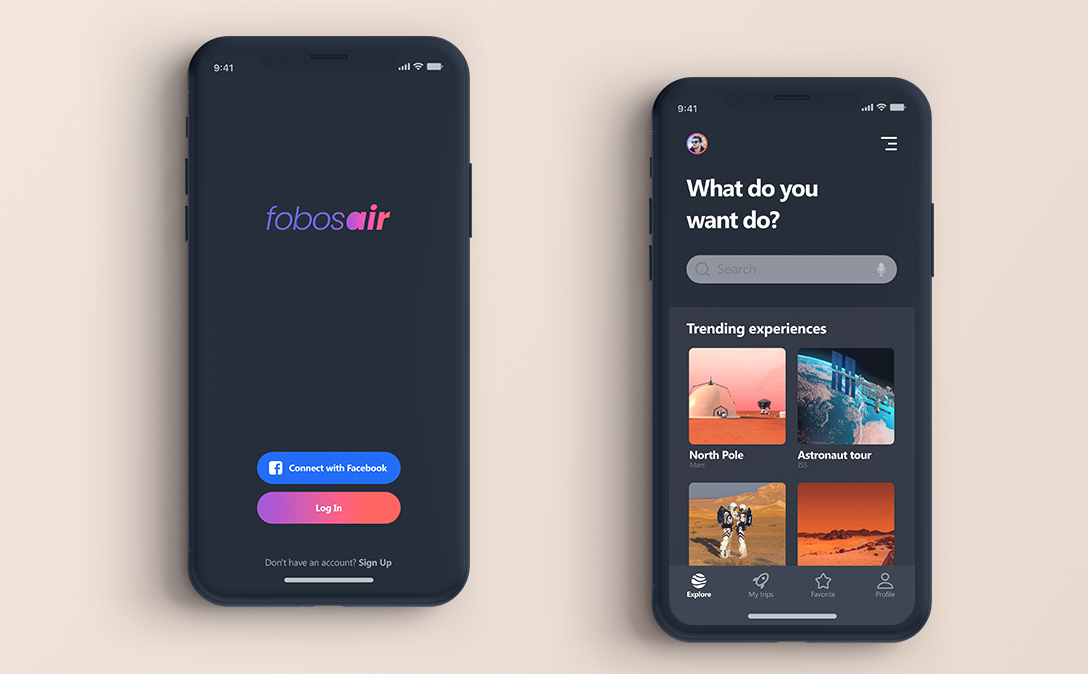 9:41
fobosair
Connect with Facebook
Log In
Don't have an account? Sign Up
9:41
What do you
want do?
Search
Trending experiences
North Pole
Mars
Astronaut tour
ISS
Explore
My trips
Favorite
Profile